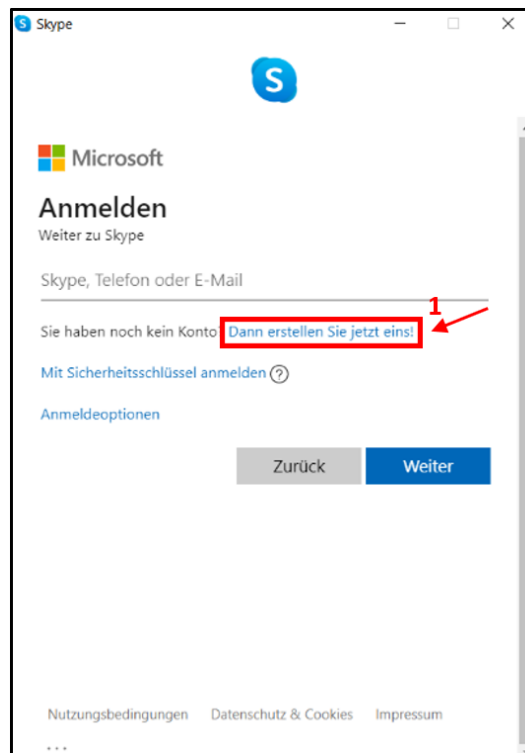 Skype
S
Microsoft
Anmelden
Weiter zu Skype
Skype, Telefon oder E-Mail
1
Sie haben noch kein Konto? Dann erstellen Sie jetzt eins!
Mit Sicherheitsschlüssel anmelden ?
Anmeldeoptionen
Zurück Weiter
Nutzungsbedingungen Datenschutz & Cookies Impressum
...